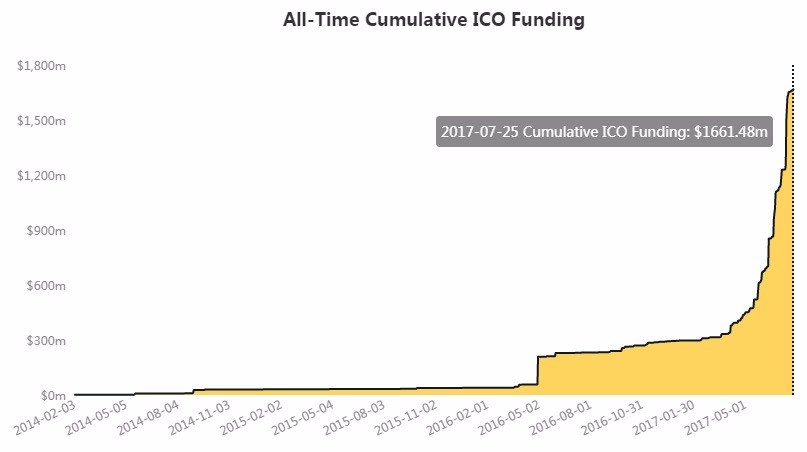 All-Time Cumulative ICO Funding
$1,800m
$1,500m
$1,200m
$900m
$600m
$300m
$0m
2017-07-25 Cumulative ICO Funding: $1661.48m
2014-02-03
2014-05-05
2014-08-04
2014-11-03
2015-02-02
2015-05-04
2015-08-03
2015-11-02
2016-02-01
2016-05-02
2016-08-01
2016-10-31
2017-01-30
2017-05-01